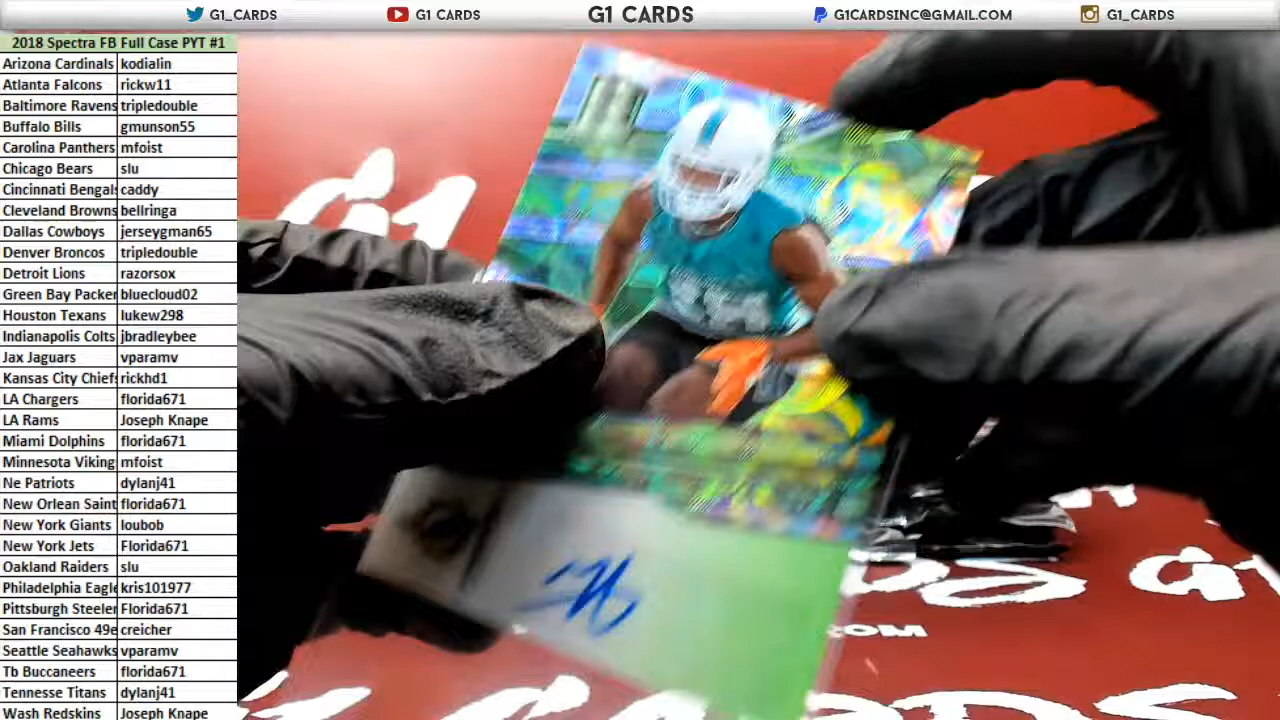 G1_CARDS G1 CARDS G1 CARDS G1CARDSINC@GMAIL.COM G1_CARDS
2018 Spectra FB Full Case PYT #1
Arizona Cardinals kodialin
Atlanta Falcons rickw11
Baltimore Ravens tripledouble
Buffalo Bills gmunson55
Carolina Panthers mfoist
Chicago Bears slu
Cincinnati Bengals caddy
Cleveland Browns bellringa
Dallas Cowboys jerseygman65
Denver Broncos tripledouble
Detroit Lions razorsox
Green Bay Packer bluecloud02
Houston Texans lukew298
Indianapolis Colts jbradleybee
Jax Jaguars vparamv
Kansas City Chiefs rickhd1
LA Chargers florida671
LA Rams Joseph Knape
Miami Dolphins florida671
Minnesota Viking mfoist
Ne Patriots dylanj41
New Orlean Saint florida671
New York Giants loubob
New York Jets Florida671
Oakland Raiders slu
Philadelphia Eagle kris101977
Pittsburgh Steeler Florida671
San Francisco 49e creicher
Seattle Seahawks vparamv
Tb Buccaneers florida671
Tennesse Titans dylanj41
Wash Redskins Joseph Knape
G1
G1